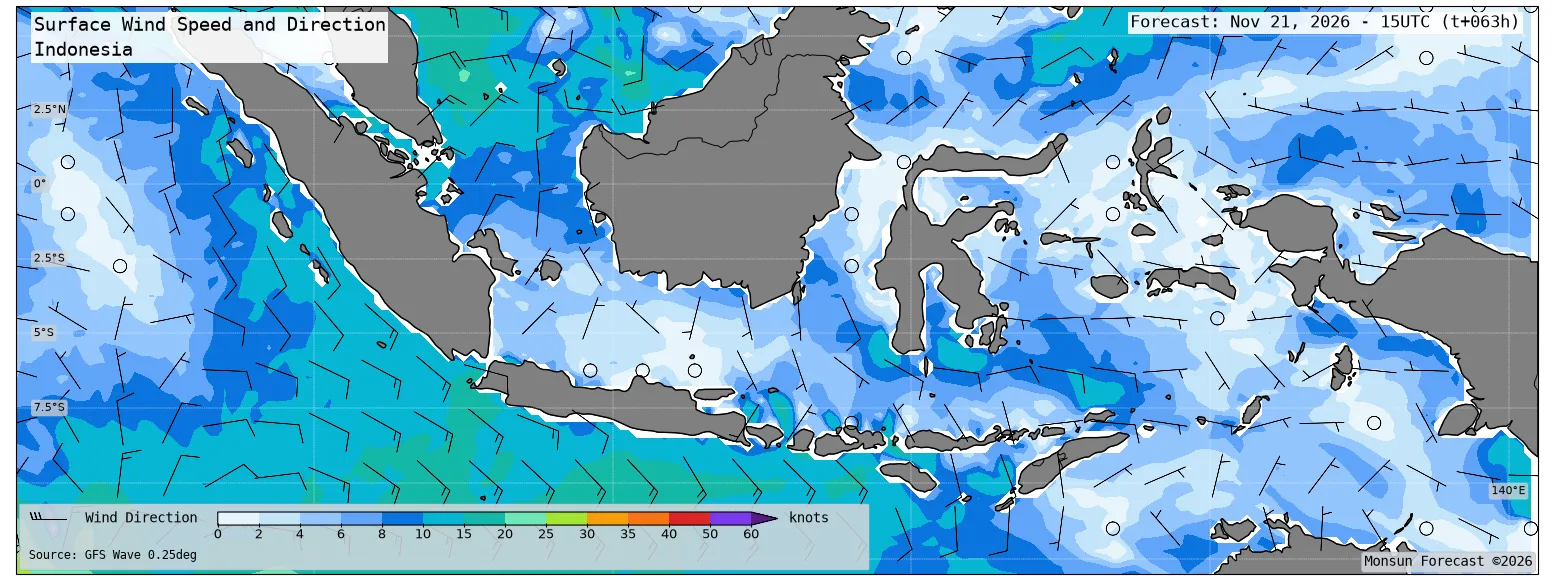 Surface Wind Speed and Direction
Indonesia
Forecast: Nov 21, 2026 - 15UTC (t+063h)
2.5°N
0°
2.5°S
5°S
7.5°S
140°E
Wind Direction
0 2 4 6 8 10 15 20 25 30 35 40 50 60
knots
Source: GFS Wave 0.25deg
Monsun Forecast ©2026